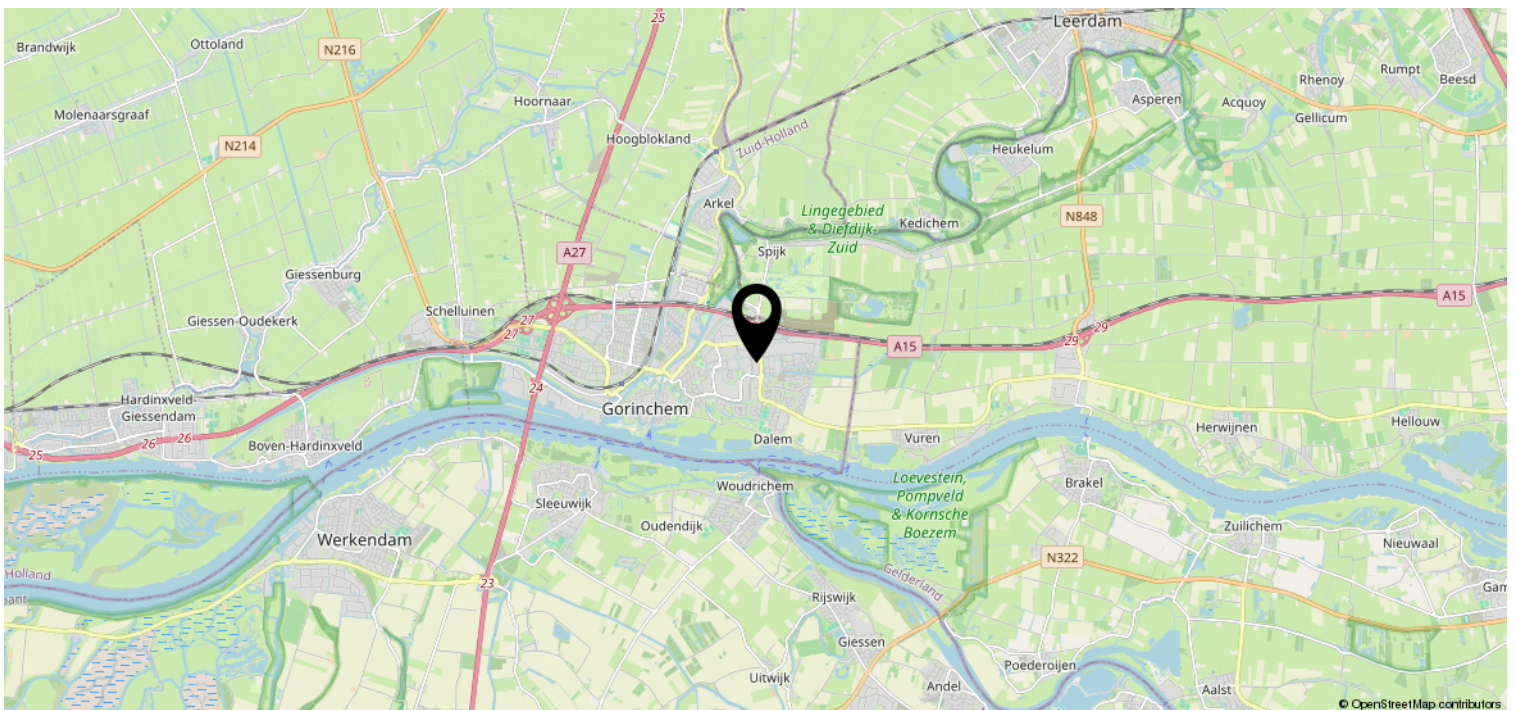 Leerdam
25
Ottoland
Brandwijk
N216
Rumpt
Rhenoy
Beesd
Hoornaar
Asperen
Acquoy
Molenaarsgraaf
Gellicum
Hoogblokland
Zuid-Holland
N214
Heukelum
Arkel
Lingegebied
& Diefdijk-
Zuid
Kedichem
N848
A27
Spijk
Giessenburg
A15
Schelluinen
Giessen-Oudekerk
27
27
29
29
A15
24
Hardinxveld-
Giessendam
Gorinchem
26
26
25
Boven-Hardinxveld
Dalem
Vuren
Herwijnen
Hellouw
Loevestein,
Pompveld
& Kornsche
Boezem
Woudrichem
Brakel
Sleeuwijk
Oudendijk
Zuilichem
Werkendam
Nieuwaal
N322
Holland
bant
23
Gelderland
Gam
Rijswijk
Giessen
Poederoijen
Uitwijk
Andel
Aalst
© OpenStreetMap contributors